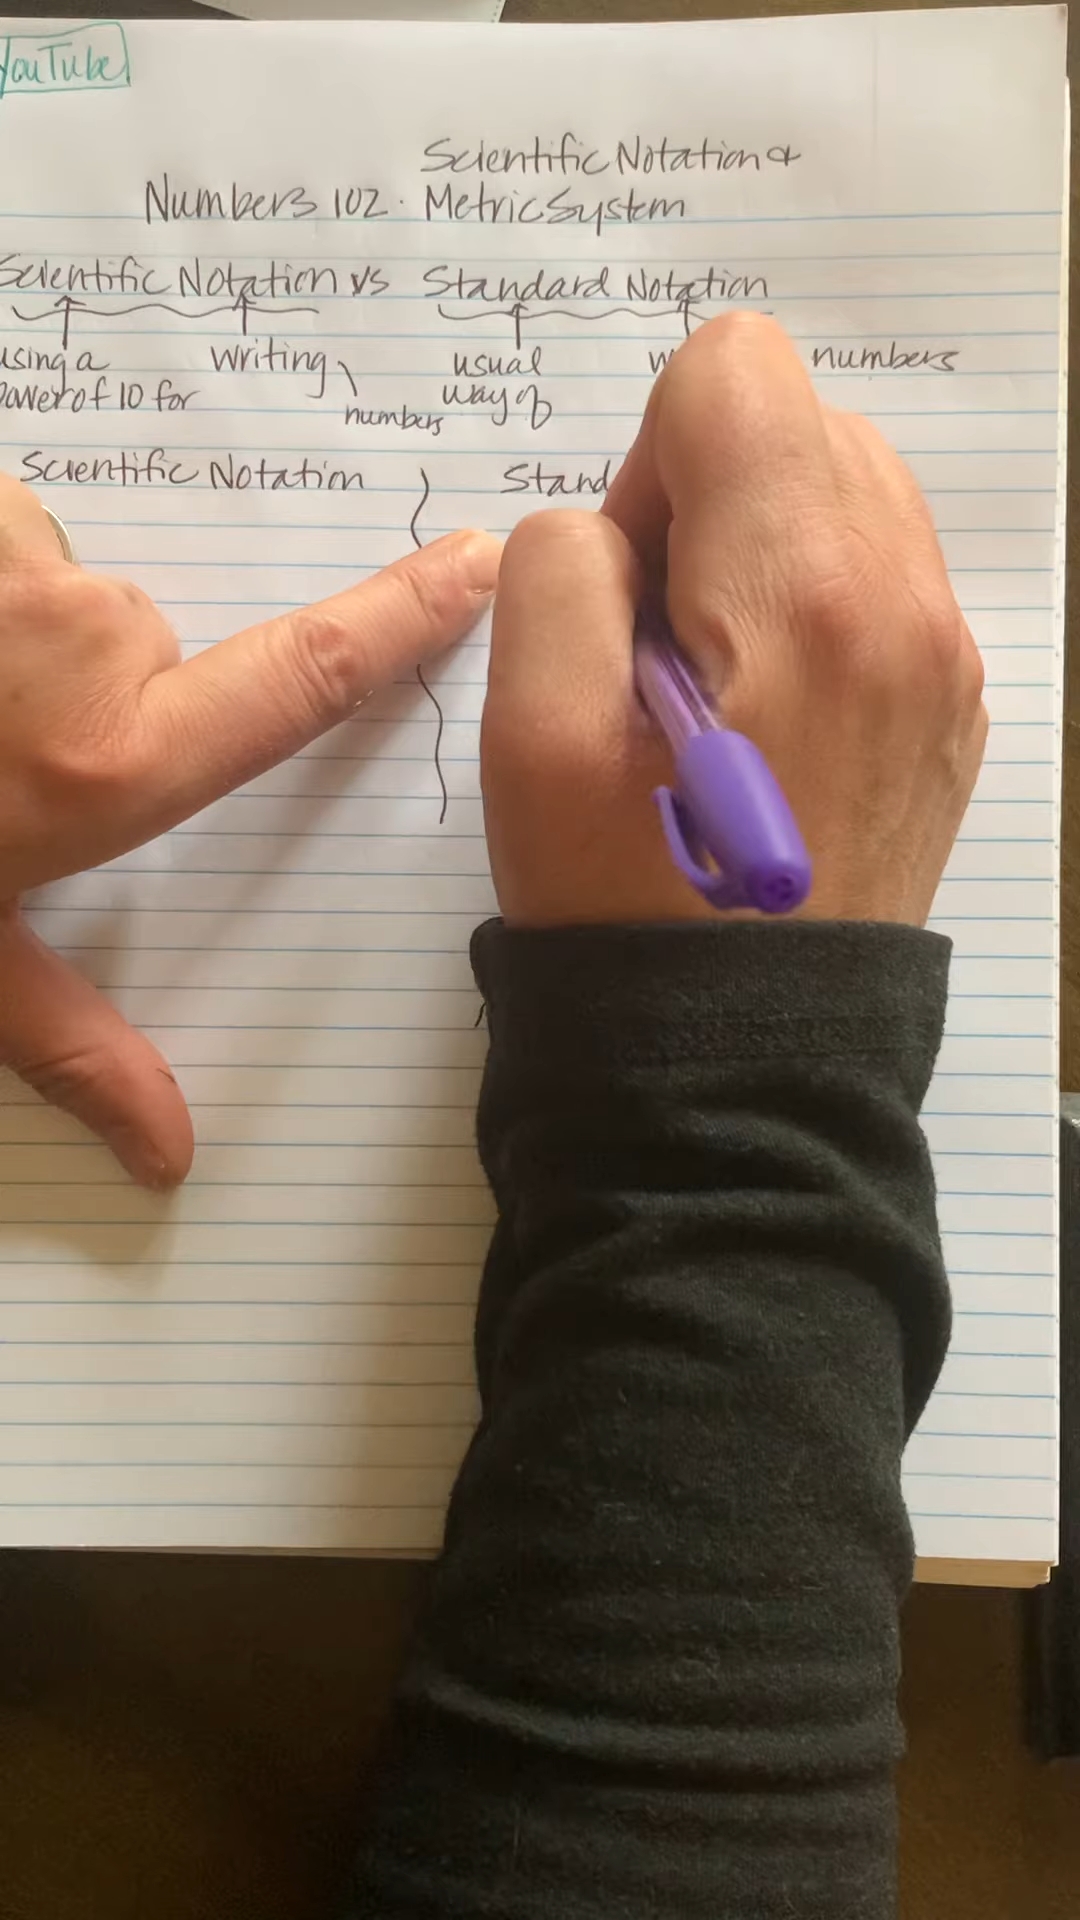 YouTube
Scientific Notation &
Numbers 102. Metric System
Scientific Notation vs Standard Notation
using a writing usual numbers
Power of 10 for numbers way of
Scientific Notation Stand